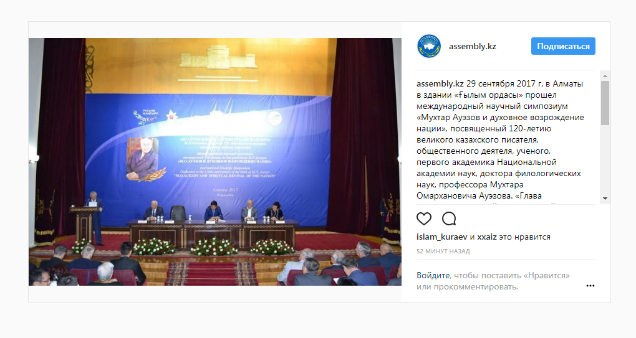 assembly.kz
Подписаться
assembly.kz 29 сентября 2017 г. в Алматы
в здании «Ғылым ордасы» прошел
международный научный симпозиум
«Мухтар Ауэзов и духовное возрождение
нации», посвященный 120-летию
великого казахского писателя,
общественного деятеля, ученого,
первого академика Национальной
академии наук, доктора филологических
наук, профессора Мухтара
Омархановича Ауэзова. «Глава
islam_kuraev и xxaiz это нравится
52 МИНУТ НАЗАД
Войдите, чтобы поставить «Нравится»
или прокомментировать.